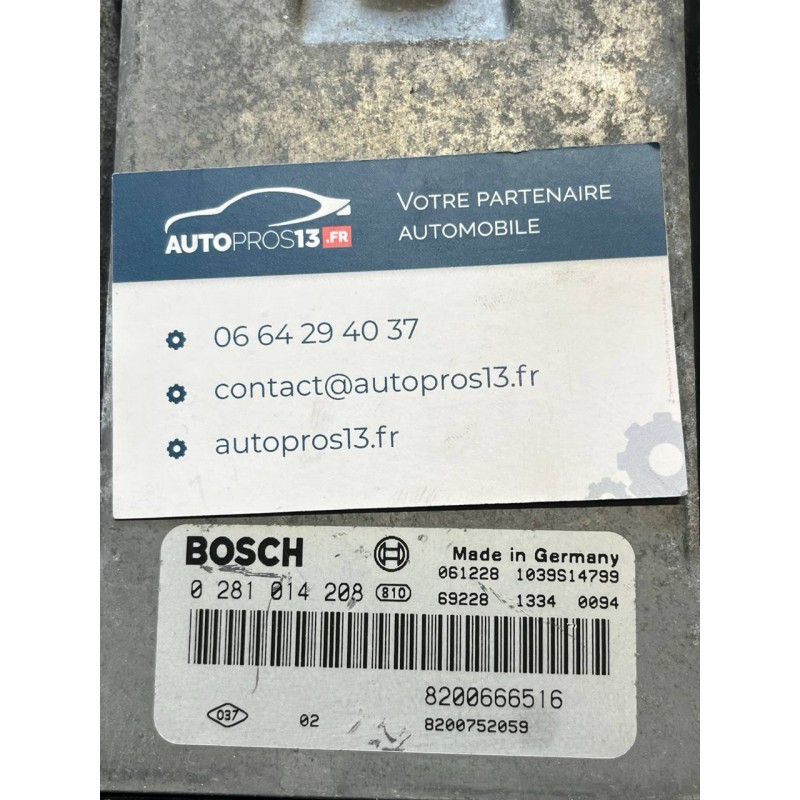 VOTRE PARTENAIRE
AUTOMOBILE
AUTOPROS13.FR
06 64 29 40 37
contact@autopros13.fr
autopros13.fr
BOSCH Made in Germany
061228 1039S14799
0 281 014 208 810 69228 1334 0094
8200666516
037 02 8200752059